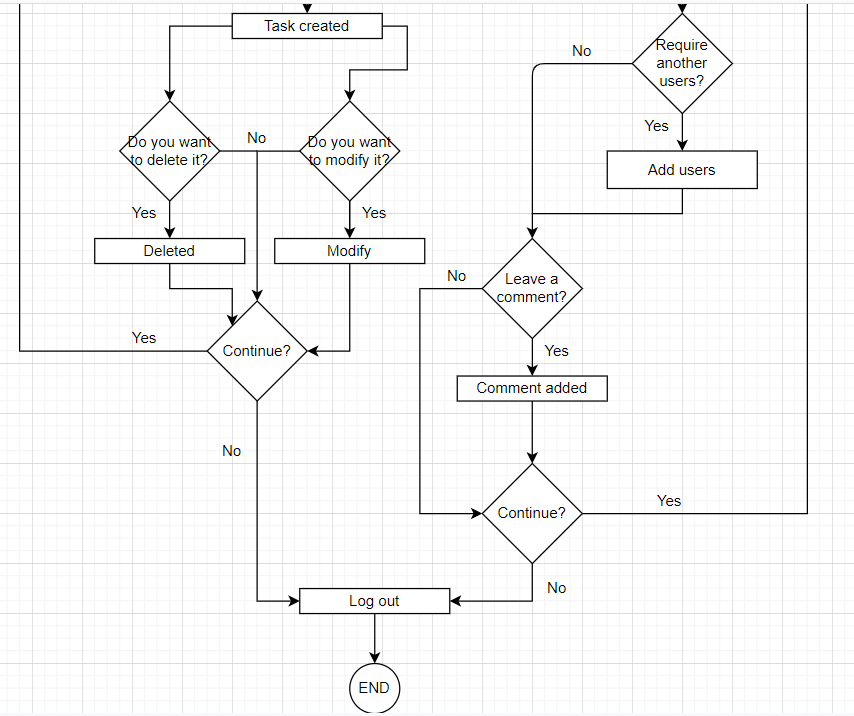 Task created
No
Require
another
users?
Yes
Do you want
to delete it?
No
Do you want
to modify it?
Add users
Yes
Yes
Deleted
Modify
No
Leave a
comment?
Yes
Continue?
Yes
Comment added
No
Continue?
Yes
No
Log out
END